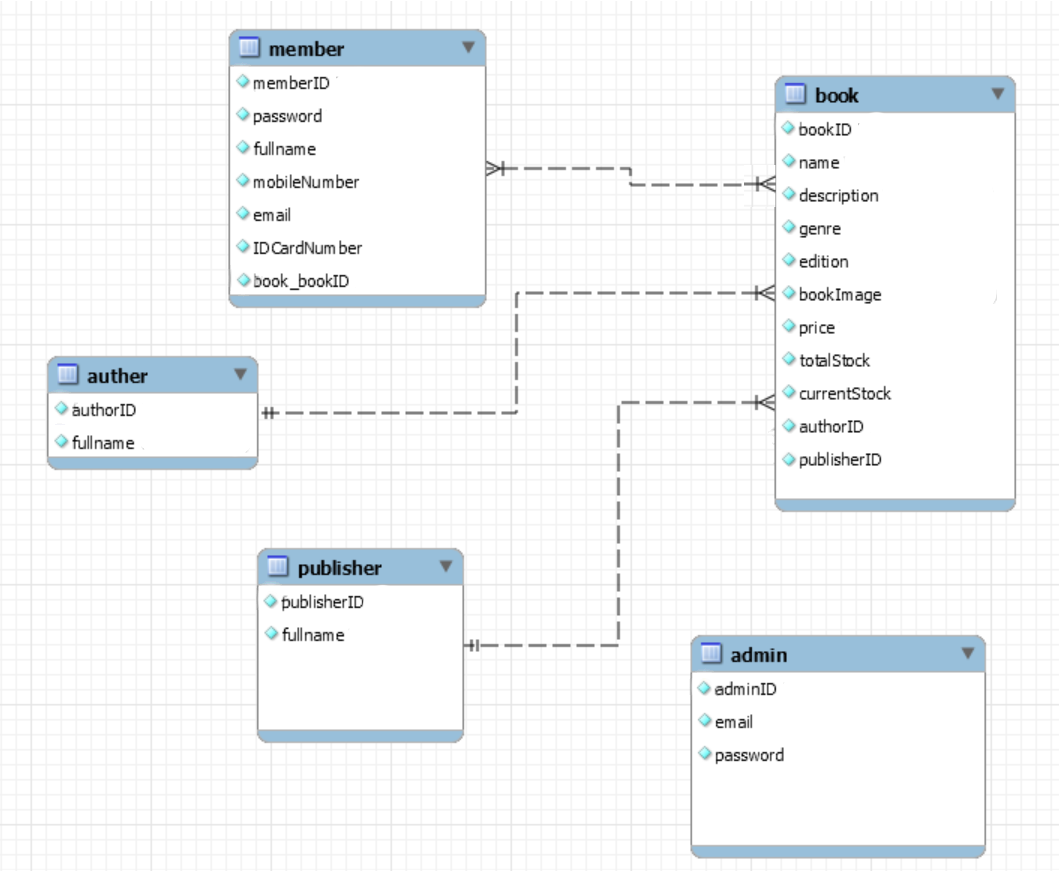 member
memberID
password
fullname
mobileNumber
email
IDCardNumber
book_bookID
book
bookID
name
description
genre
edition
bookImage
price
totalStock
currentStock
authorID
publisherID
auther
authorID
fullname
publisher
publisherID
fullname
admin
adminID
email
password